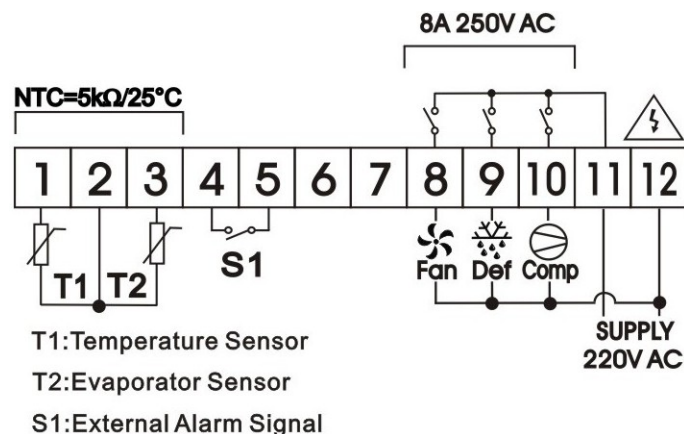 8A 250V AC
NTC=5kΩ/25°C
1 2 3 4 5 6 7 8 9 10 11 12
T1 T2 S1 Fan Def Comp
SUPPLY
220V AC
T1:Temperature Sensor
T2:Evaporator Sensor
S1:External Alarm Signal